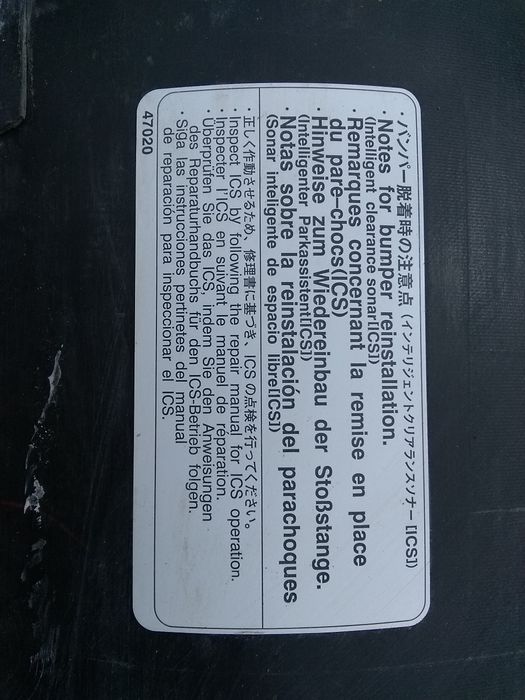 ・バンパー脱着時の注意点（インテリジェントクリアランスソナー[ICS]）
・Notes for bumper reinstallation.
(Intelligent clearance sonar[ICS])
・Remarques concernant la remise en place
du pare-chocs(ICS)
・Hinweise zum Wiedereinbau der Stoßstange.
(Intelligenter Parkassistent[ICS])
・Notas sobre la reinstalación del parachoques
(Sonar inteligente de espacio libre[ICS])
・正しく作動させるため、修理書に基づき、ICSの点検を行ってください。
・Inspect ICS by following the repair manual for ICS operation.
・Inspecter l'ICS en suivant le manuel de réparation.
・Überprüfen Sie das ICS, indem Sie den Anweisungen
des Reparaturhandbuchs für den ICS-Betrieb folgen.
・Siga las instrucciones pertinetes del manual
de reparación para inspeccionar el ICS.
47020